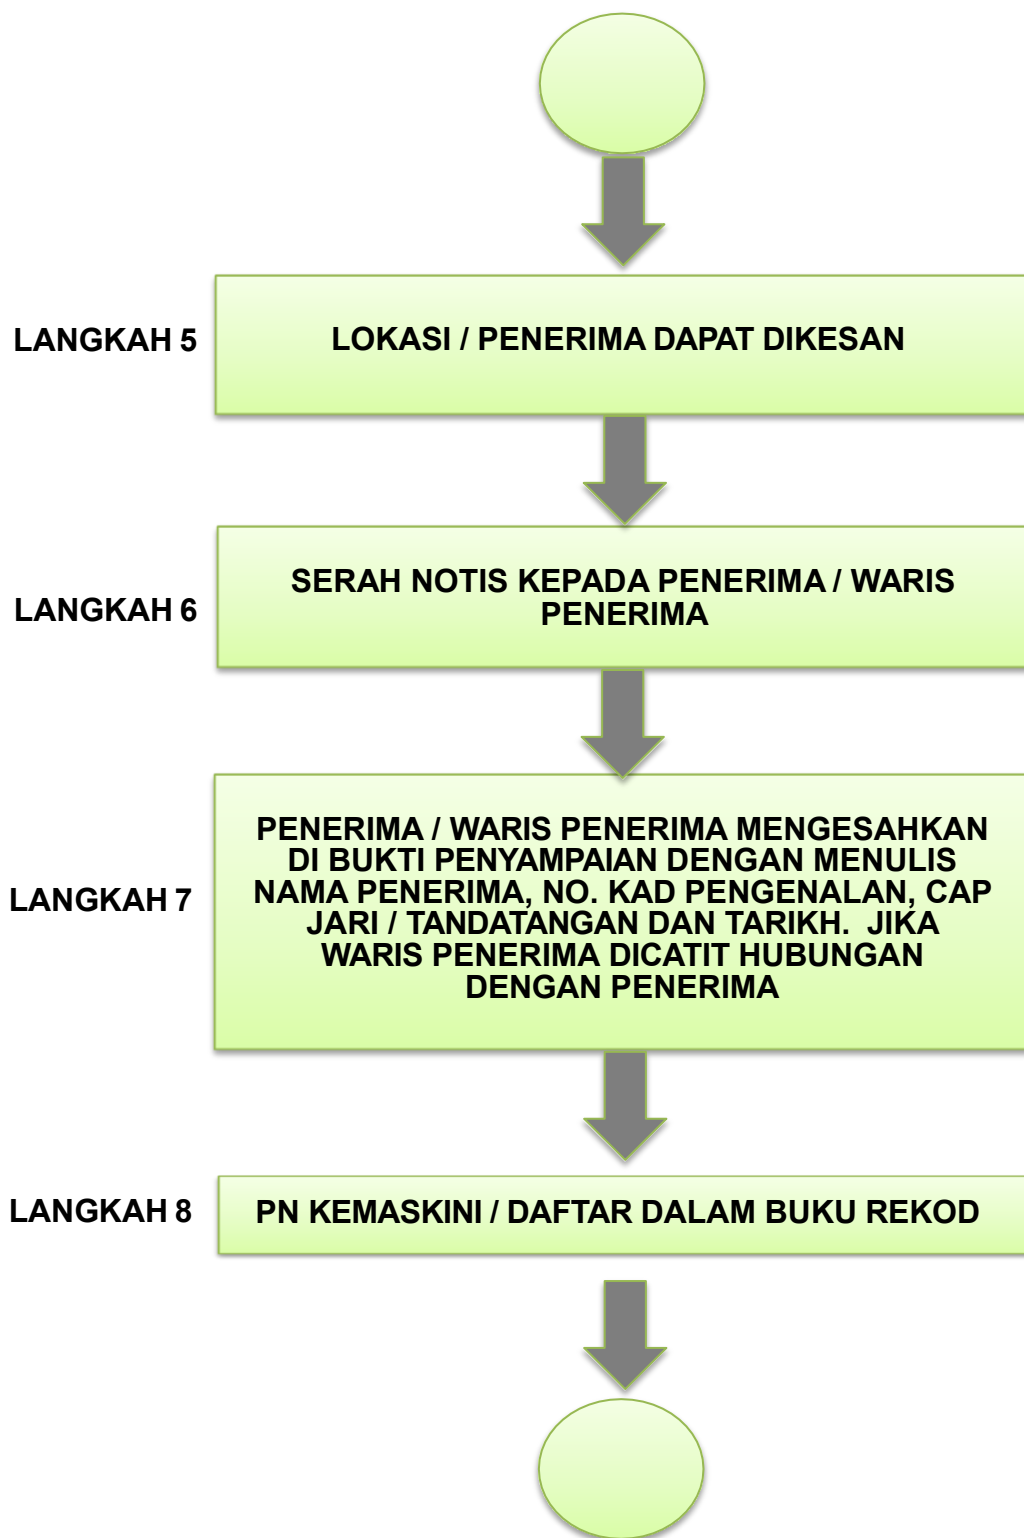 LANGKAH 5
LOKASI / PENERIMA DAPAT DIKESAN
LANGKAH 6
SERAH NOTIS KEPADA PENERIMA / WARIS
PENERIMA
LANGKAH 7
PENERIMA / WARIS PENERIMA MENGESAHKAN
DI BUKTI PENYAMPAIAN DENGAN MENULIS
NAMA PENERIMA, NO. KAD PENGENALAN, CAP
JARI / TANDATANGAN DAN TARIKH.  JIKA
WARIS PENERIMA DICATIT HUBUNGAN
DENGAN PENERIMA
LANGKAH 8
PN KEMASKINI / DAFTAR DALAM BUKU REKOD